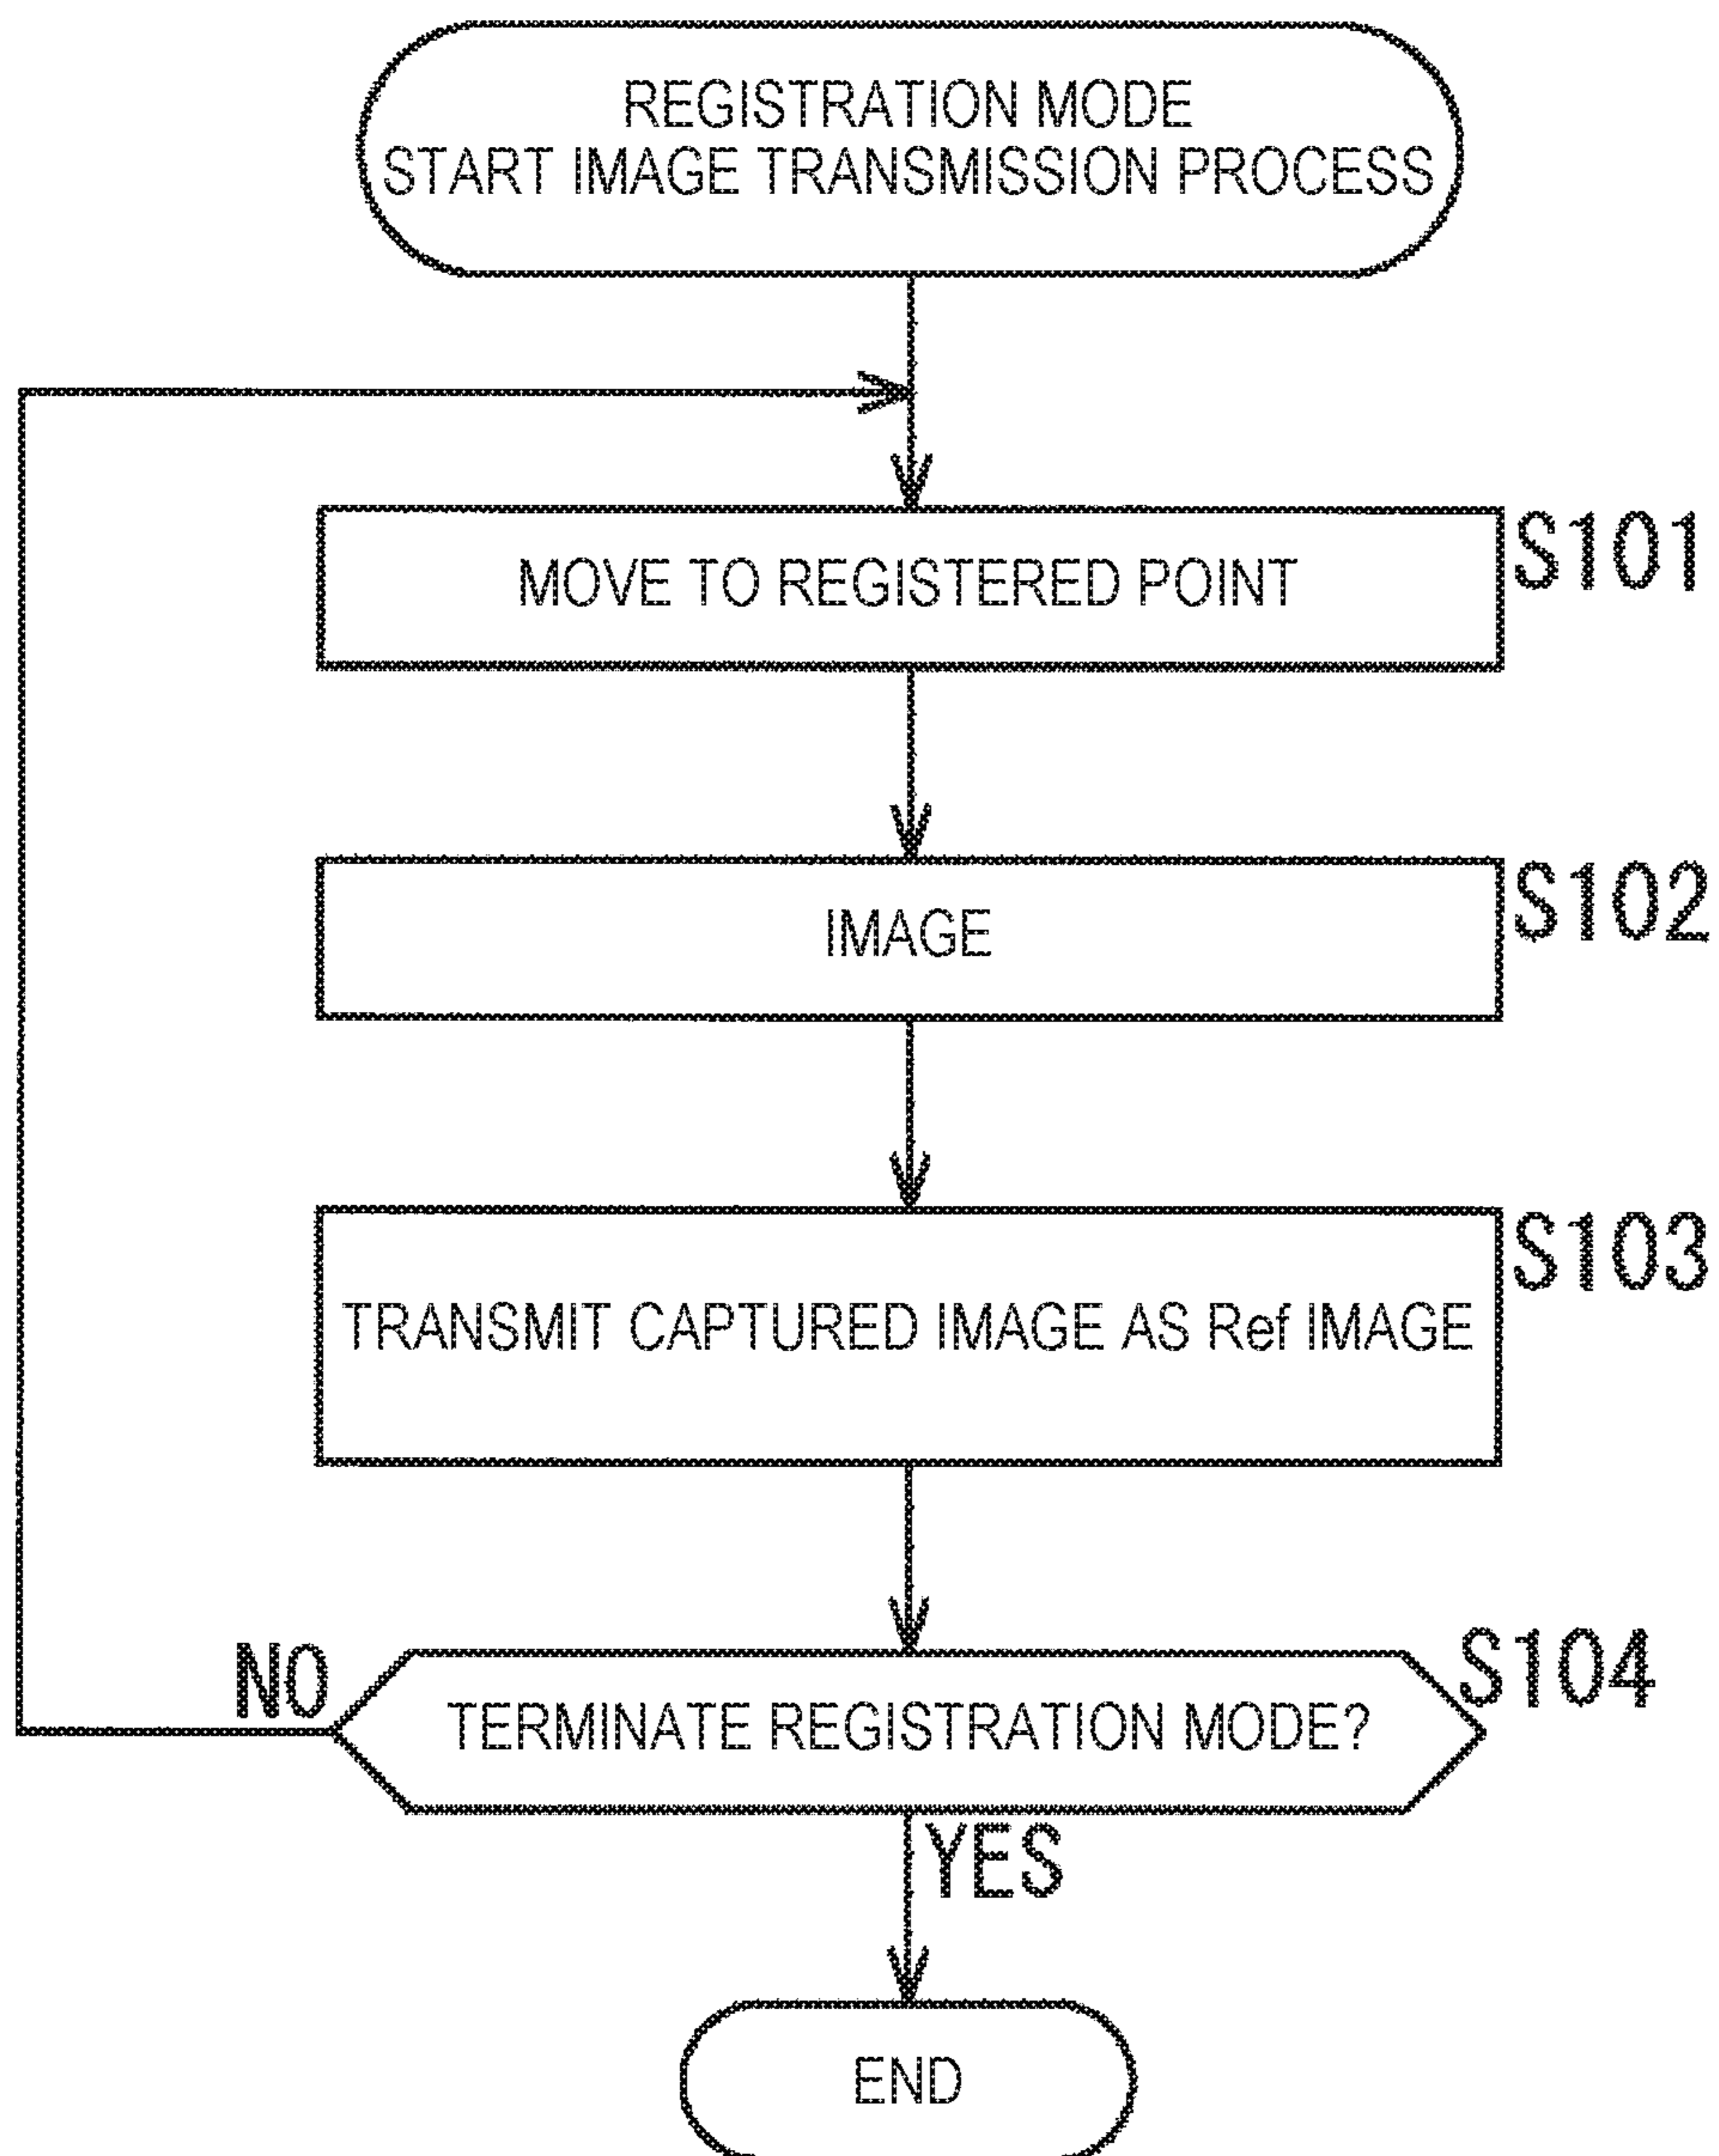 REGISTRATION MODE
START IMAGE TRANSMISSION PROCESS
MOVE TO REGISTERED POINT
S101
IMAGE
S102
TRANSMIT CAPTURED IMAGE AS Ref IMAGE
S103
NO
TERMINATE REGISTRATION MODE?
S104
YES
END